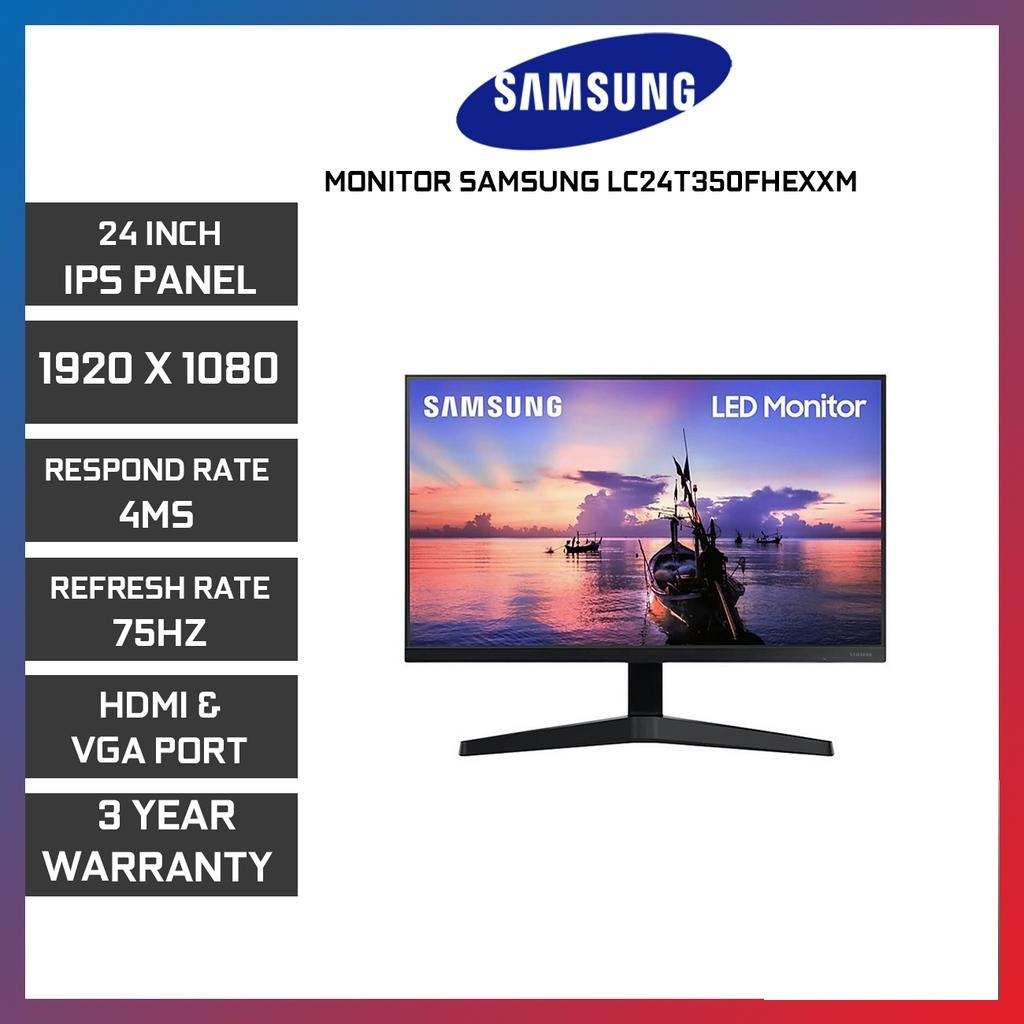 SAMSUNG
MONITOR SAMSUNG LC24T350FHEXXM
24 INCH
IPS PANEL
1920 X 1080
RESPOND RATE
4MS
REFRESH RATE
75HZ
HDMI &
VGA PORT
3 YEAR
WARRANTY
SAMSUNG
LED Monitor
SAMSUNG